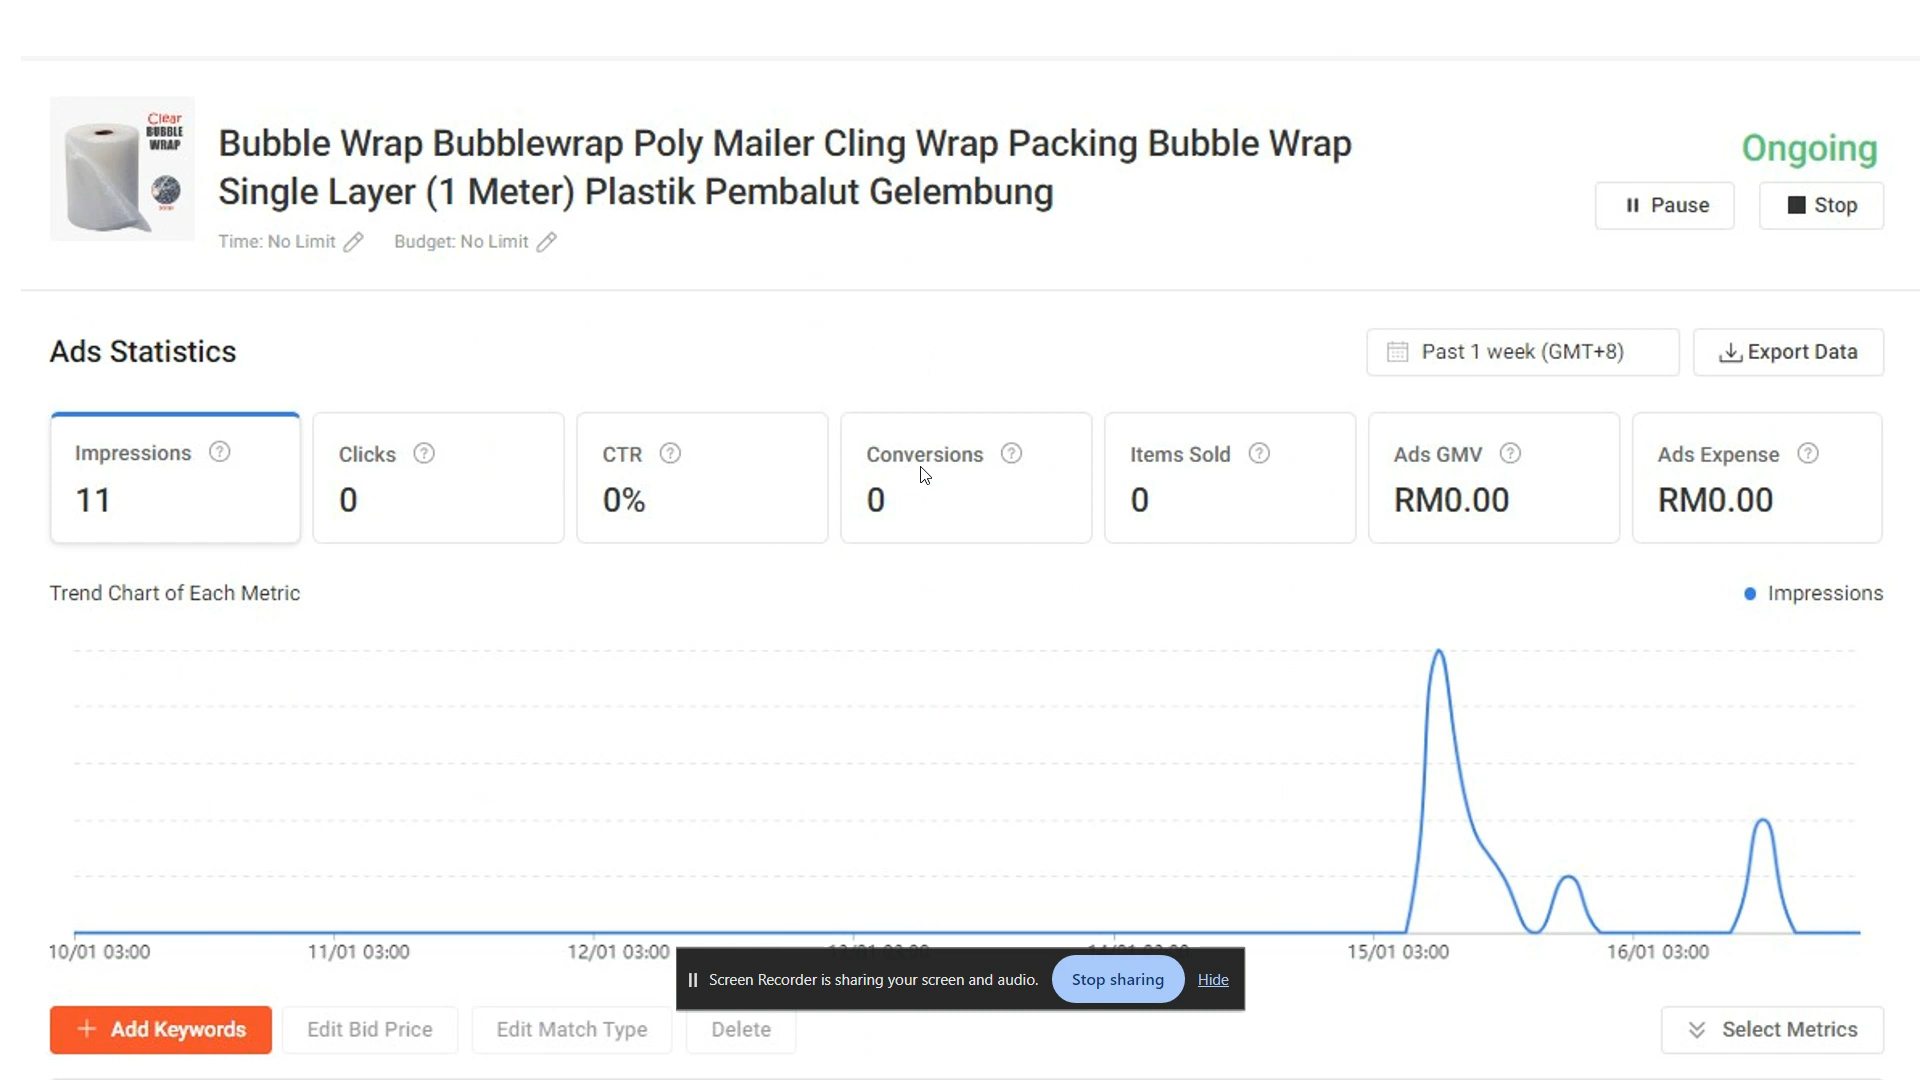 Clear
BUBBLE
WRAP
Bubble Wrap Bubblewrap Poly Mailer Cling Wrap Packing Bubble Wrap
Single Layer (1 Meter) Plastik Pembalut Gelembung
Time: No Limit
Budget: No Limit
Ongoing
Pause
Stop
Ads Statistics
Past 1 week (GMT+8)
Export Data
Impressions
11
Clicks
0
CTR
0%
Conversions
0
Items Sold
0
Ads GMV
RM0.00
Ads Expense
RM0.00
Trend Chart of Each Metric
Impressions
10/01 03:00
11/01 03:00
12/01 03:00
15/01 03:00
16/01 03:00
Screen Recorder is sharing your screen and audio.
Stop sharing
Hide
+ Add Keywords
Edit Bid Price
Edit Match Type
Delete
Select Metrics